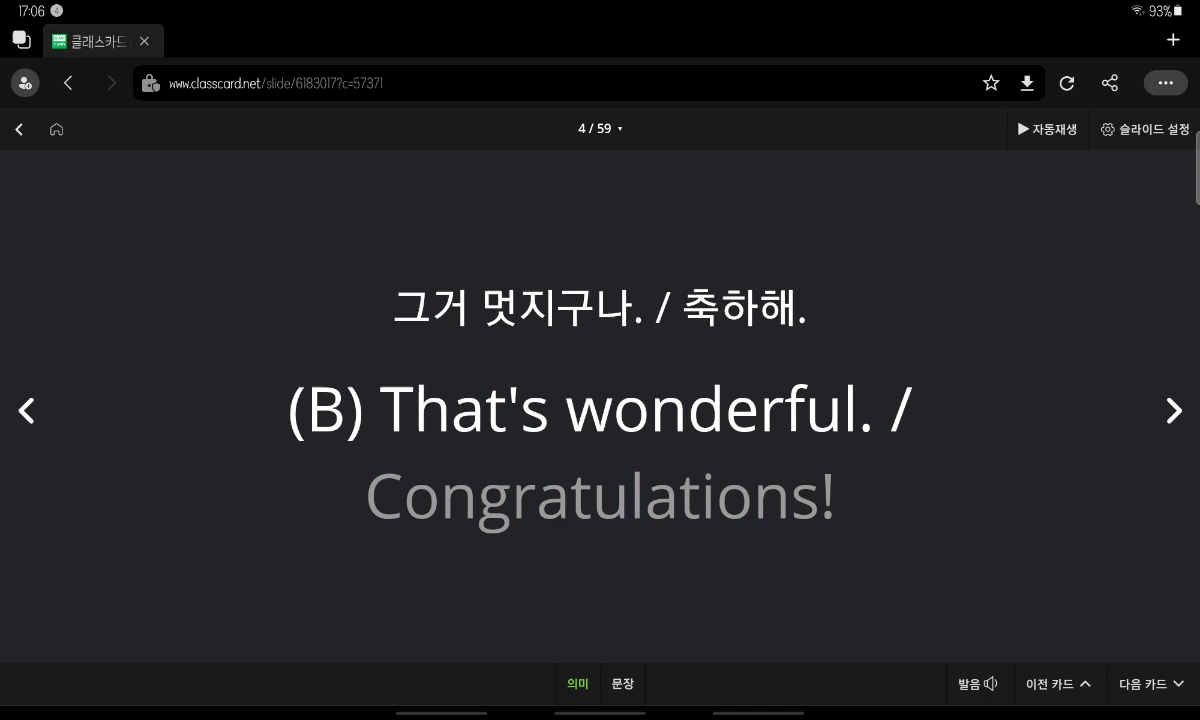 17:06 4 93%
클래스카드
www.classcard.net/slide/6183017?c=57371
4 / 59 자동재생 슬라이드 설정
그거 멋지구나. / 축하해.
(B) That's wonderful. /
Congratulations!
의미 문장 발음 이전 카드 다음 카드